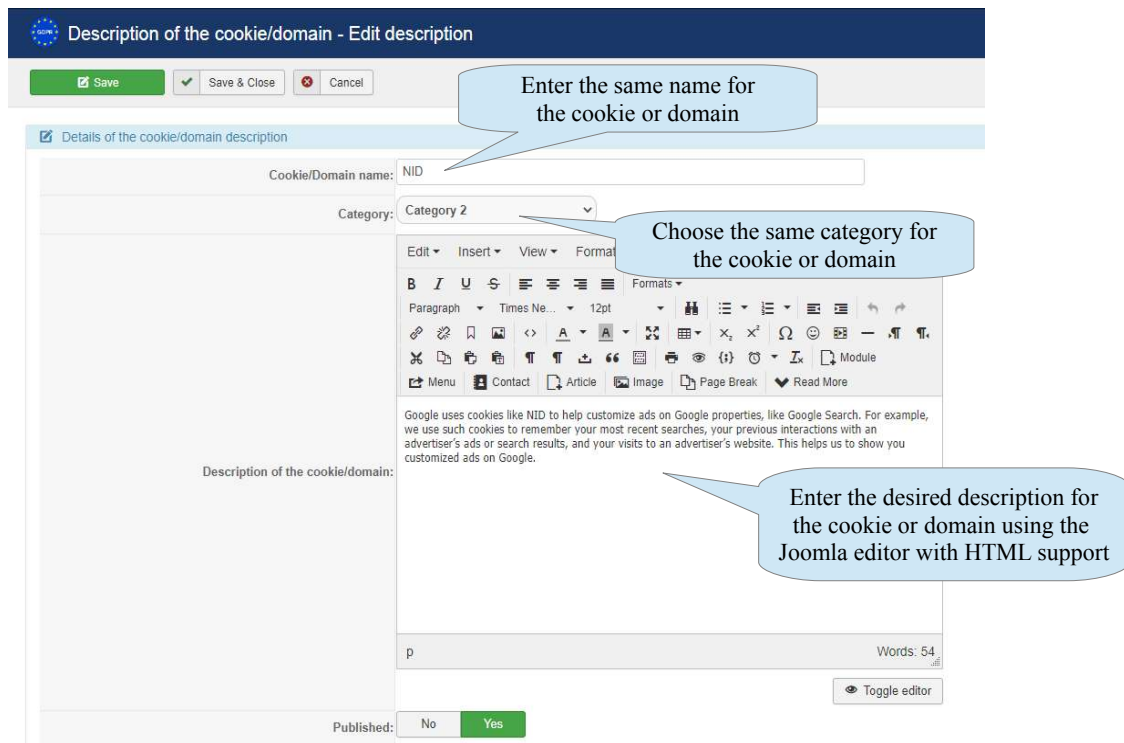 GDPR
Description of the cookie/domain - Edit description
Save
Save & Close
Cancel
Enter the same name for
the cookie or domain
Details of the cookie/domain description
Cookie/Domain name:
NID
Category:
Category 2
Choose the same category for
the cookie or domain
Edit Insert View Format
B I U S Formats
Paragraph Times Ne... 12pt
A A X₂ X² Ω
Module
Menu Contact Article Image Page Break Read More
Google uses cookies like NID to help customize ads on Google properties, like Google Search. For example,
we use such cookies to remember your most recent searches, your previous interactions with an
advertiser's ads or search results, and your visits to an advertiser's website. This helps us to show you
customized ads on Google.
Description of the cookie/domain:
Enter the desired description for
the cookie or domain using the
Joomla editor with HTML support
p
Words: 54
Toggle editor
Published:
No
Yes